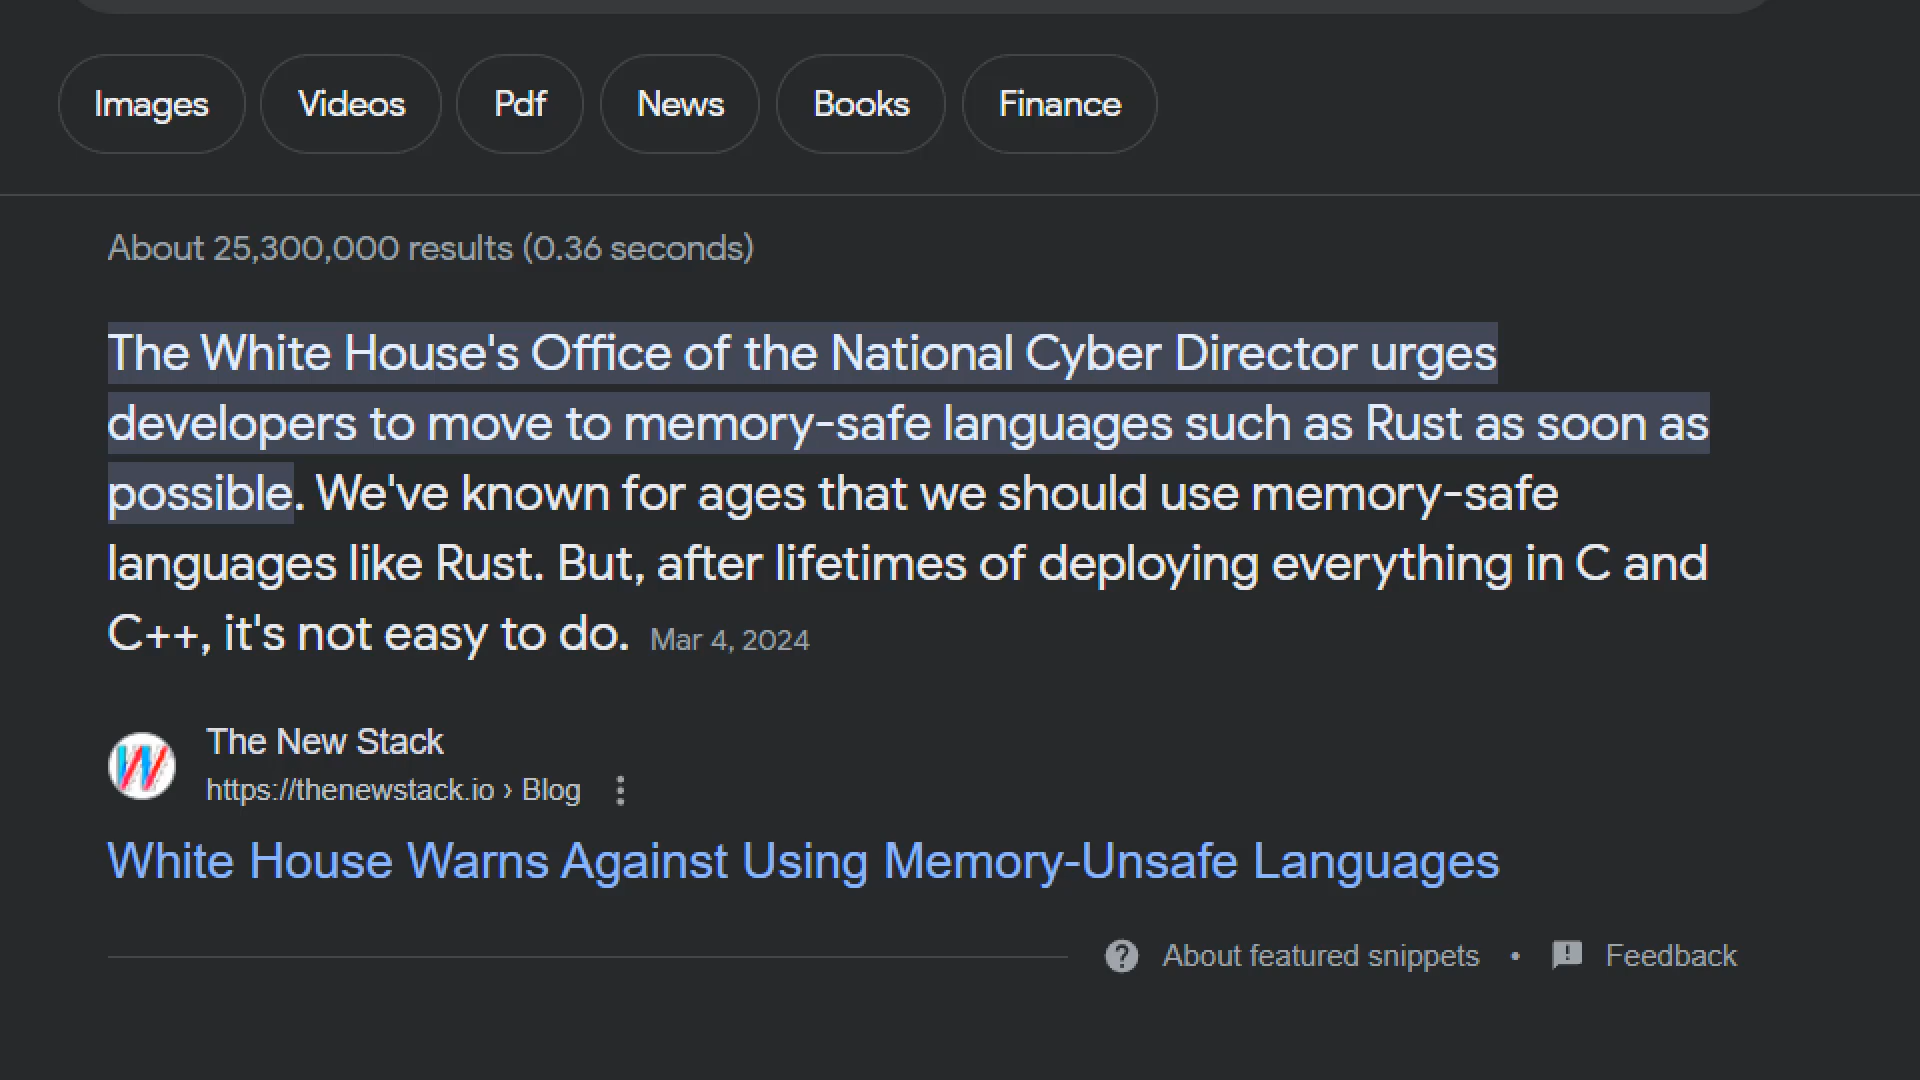 Images Videos Pdf News Books Finance
About 25,300,000 results (0.36 seconds)
The White House's Office of the National Cyber Director urges
developers to move to memory-safe languages such as Rust as soon as
possible. We've known for ages that we should use memory-safe
languages like Rust. But, after lifetimes of deploying everything in C and
C++, it's not easy to do. Mar 4, 2024
The New Stack
https://thenewstack.io › Blog
White House Warns Against Using Memory-Unsafe Languages
About featured snippets • Feedback